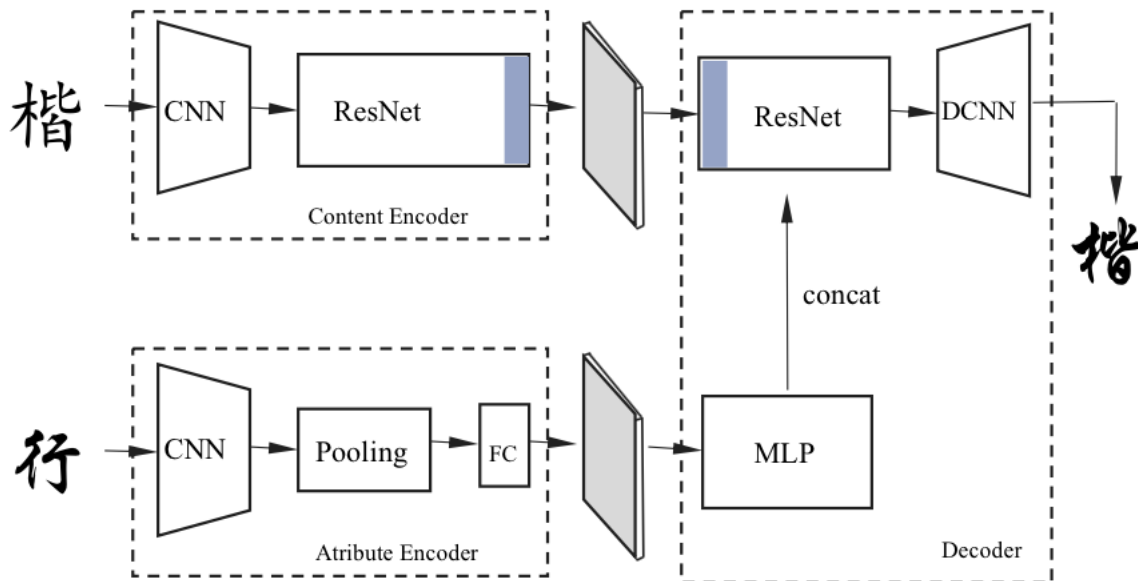 楷
CNN
ResNet
Content Encoder
ResNet
DCNN
楷
concat
行
CNN
Pooling
FC
Atribute Encoder
MLP
Decoder